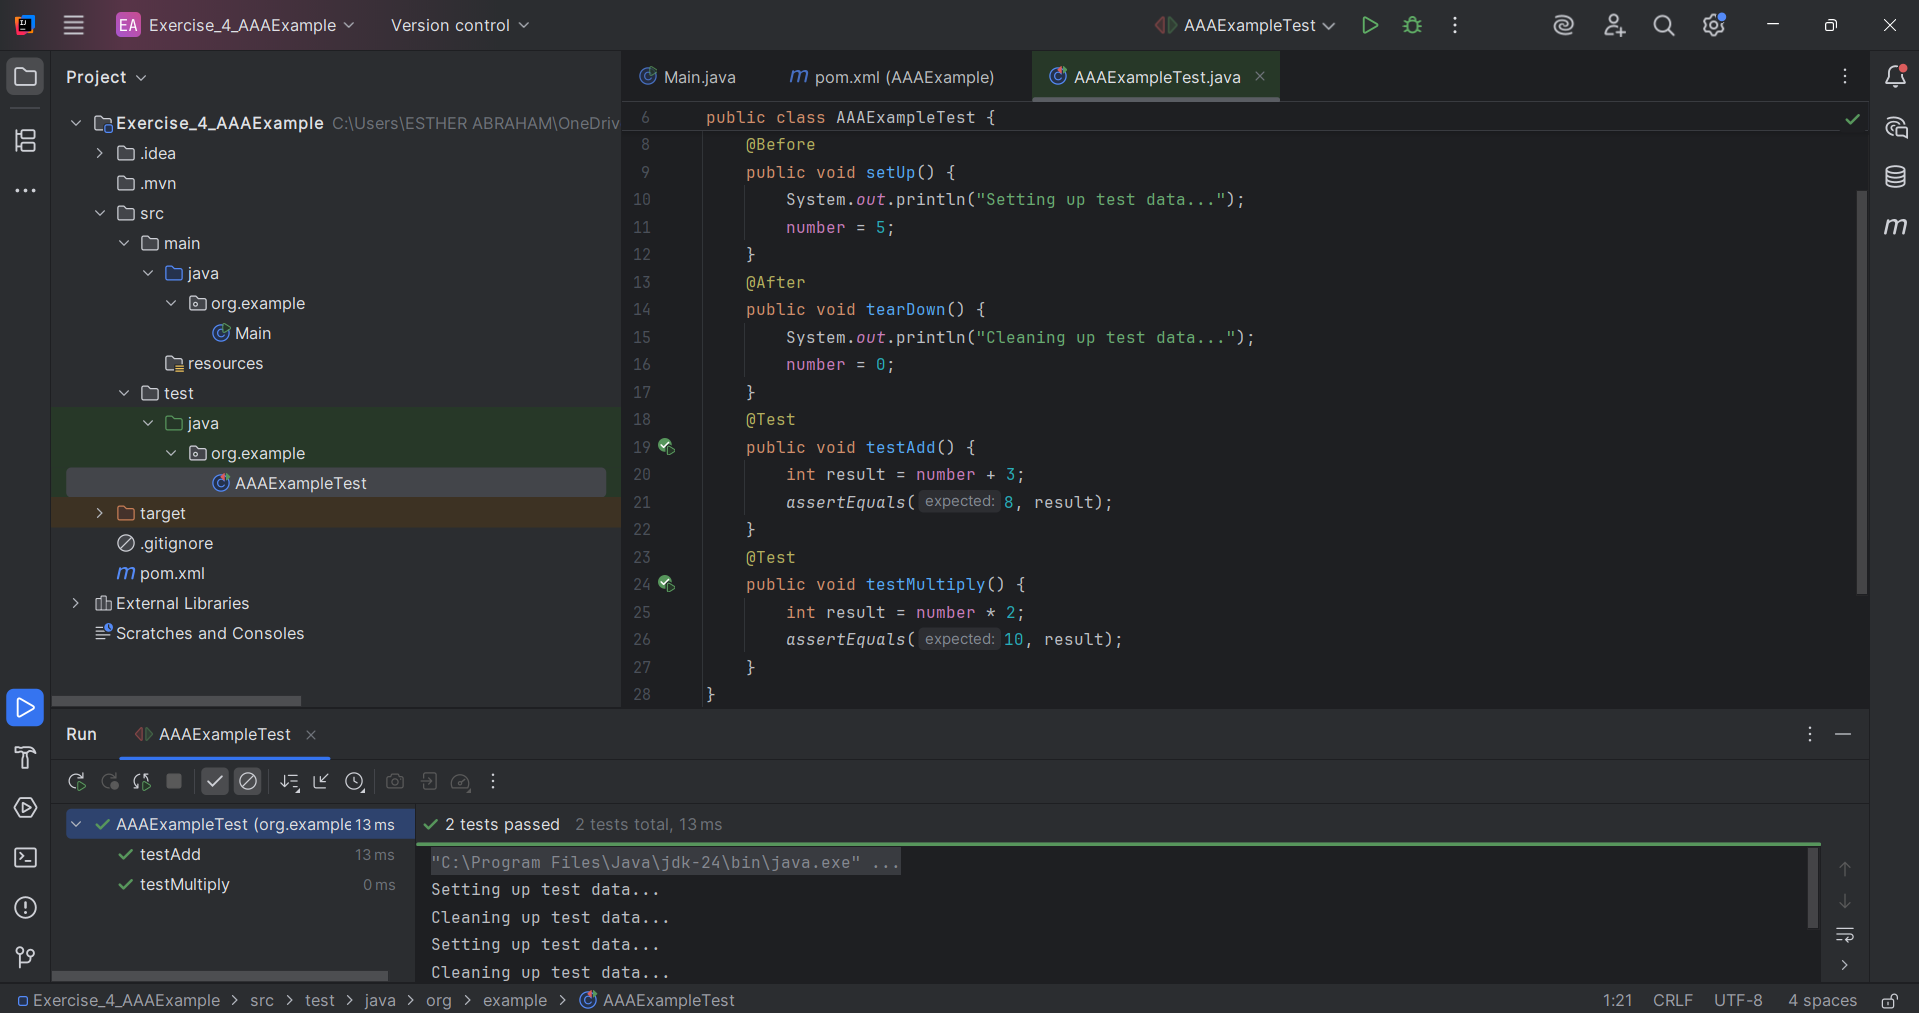 EA Exercise_4_AAAExample Version control AAAExampleTest
Project
Exercise_4_AAAExample C:\Users\ESTHER ABRAHAM\OneDriv
.idea
.mvn
src
main
java
org.example
Main
resources
test
java
org.example
AAAExampleTest
target
.gitignore
pom.xml
External Libraries
Scratches and Consoles
Main.java pom.xml (AAAExample) AAAExampleTest.java
6 public class AAAExampleTest {
8 @Before
9 public void setUp() {
10 System.out.println("Setting up test data...");
11 number = 5;
12 }
13 @After
14 public void tearDown() {
15 System.out.println("Cleaning up test data...");
16 number = 0;
17 }
18 @Test
19 public void testAdd() {
20 int result = number + 3;
21 assertEquals( expected: 8, result);
22 }
23 @Test
24 public void testMultiply() {
25 int result = number * 2;
26 assertEquals( expected: 10, result);
27 }
28 }
Run AAAExampleTest
AAAExampleTest (org.example 13 ms
testAdd 13 ms
testMultiply 0 ms
2 tests passed 2 tests total, 13 ms
"C:\Program Files\Java\jdk-24\bin\java.exe" ...
Setting up test data...
Cleaning up test data...
Setting up test data...
Cleaning up test data...
Exercise_4_AAAExample > src > test > java > org > example > AAAExampleTest
1:21 CRLF UTF-8 4 spaces